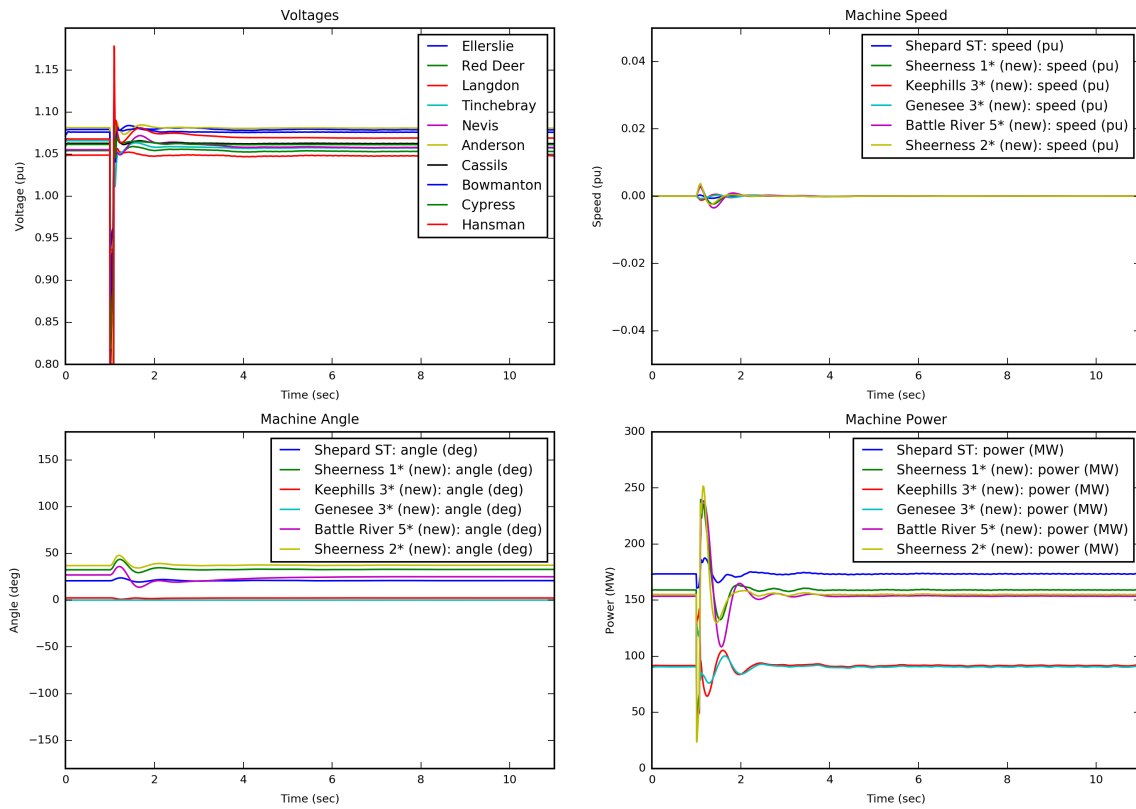 Voltages
Voltage (pu)
1.15
1.10
1.05
1.00
0.95
0.90
0.85
0.80
0
2
4
6
8
10
Time (sec)
Ellerslie
Red Deer
Langdon
Tinchebray
Nevis
Anderson
Cassils
Bowmanton
Cypress
Hansman
Machine Speed
Speed (pu)
0.04
0.02
0.00
−0.02
−0.04
0
2
4
6
8
10
Time (sec)
Shepard ST: speed (pu)
Sheerness 1* (new): speed (pu)
Keephills 3* (new): speed (pu)
Genesee 3* (new): speed (pu)
Battle River 5* (new): speed (pu)
Sheerness 2* (new): speed (pu)
Machine Angle
Angle (deg)
150
100
50
0
−50
−100
−150
0
2
4
6
8
10
Time (sec)
Shepard ST: angle (deg)
Sheerness 1* (new): angle (deg)
Keephills 3* (new): angle (deg)
Genesee 3* (new): angle (deg)
Battle River 5* (new): angle (deg)
Sheerness 2* (new): angle (deg)
Machine Power
Power (MW)
300
250
200
150
100
50
0
0
2
4
6
8
10
Time (sec)
Shepard ST: power (MW)
Sheerness 1* (new): power (MW)
Keephills 3* (new): power (MW)
Genesee 3* (new): power (MW)
Battle River 5* (new): power (MW)
Sheerness 2* (new): power (MW)